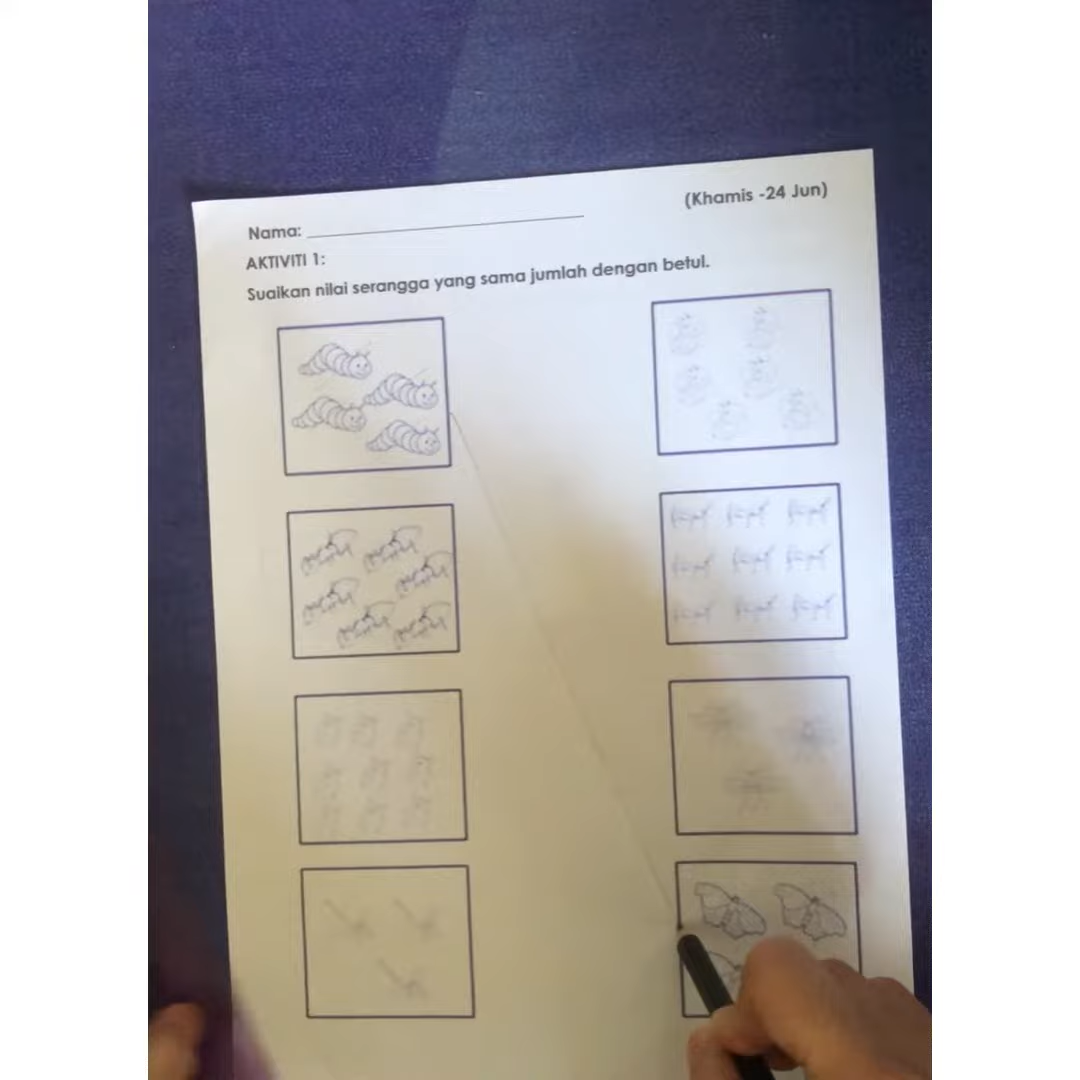 (Khamis -24 Jun)
Nama:
AKTIVITI 1:
Suaikan nilai serangga yang sama jumlah dengan betul.